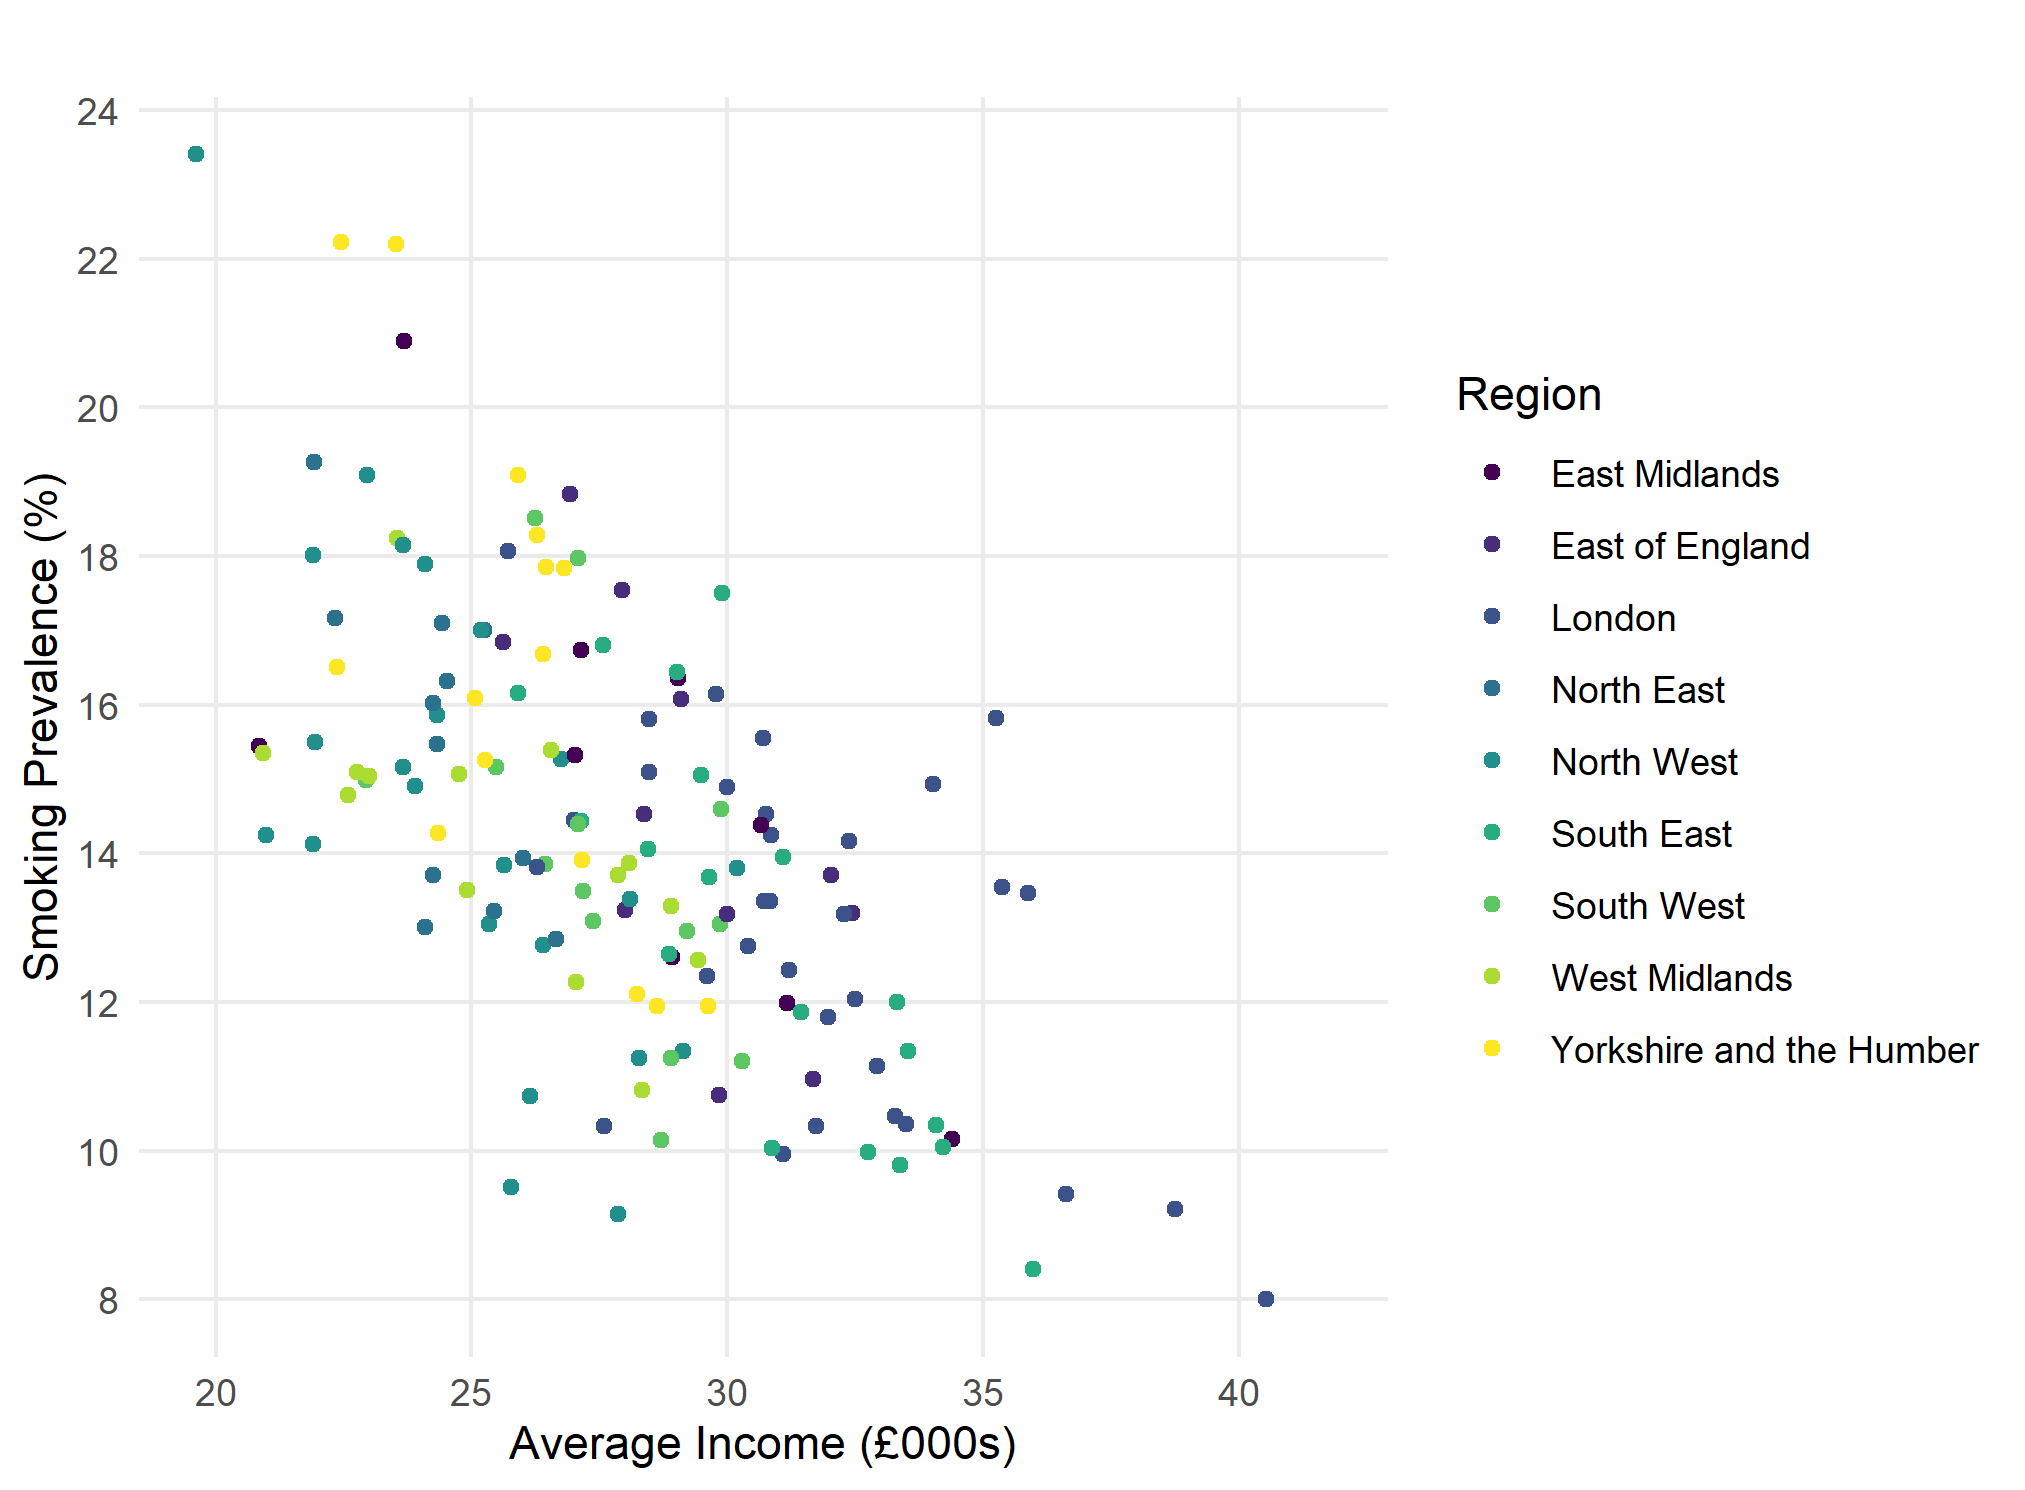 24
22
20
18
16
14
12
10
8
Smoking Prevalence (%)
20 25 30 35 40
Average Income (£000s)
Region
East Midlands
East of England
London
North East
North West
South East
South West
West Midlands
Yorkshire and the Humber